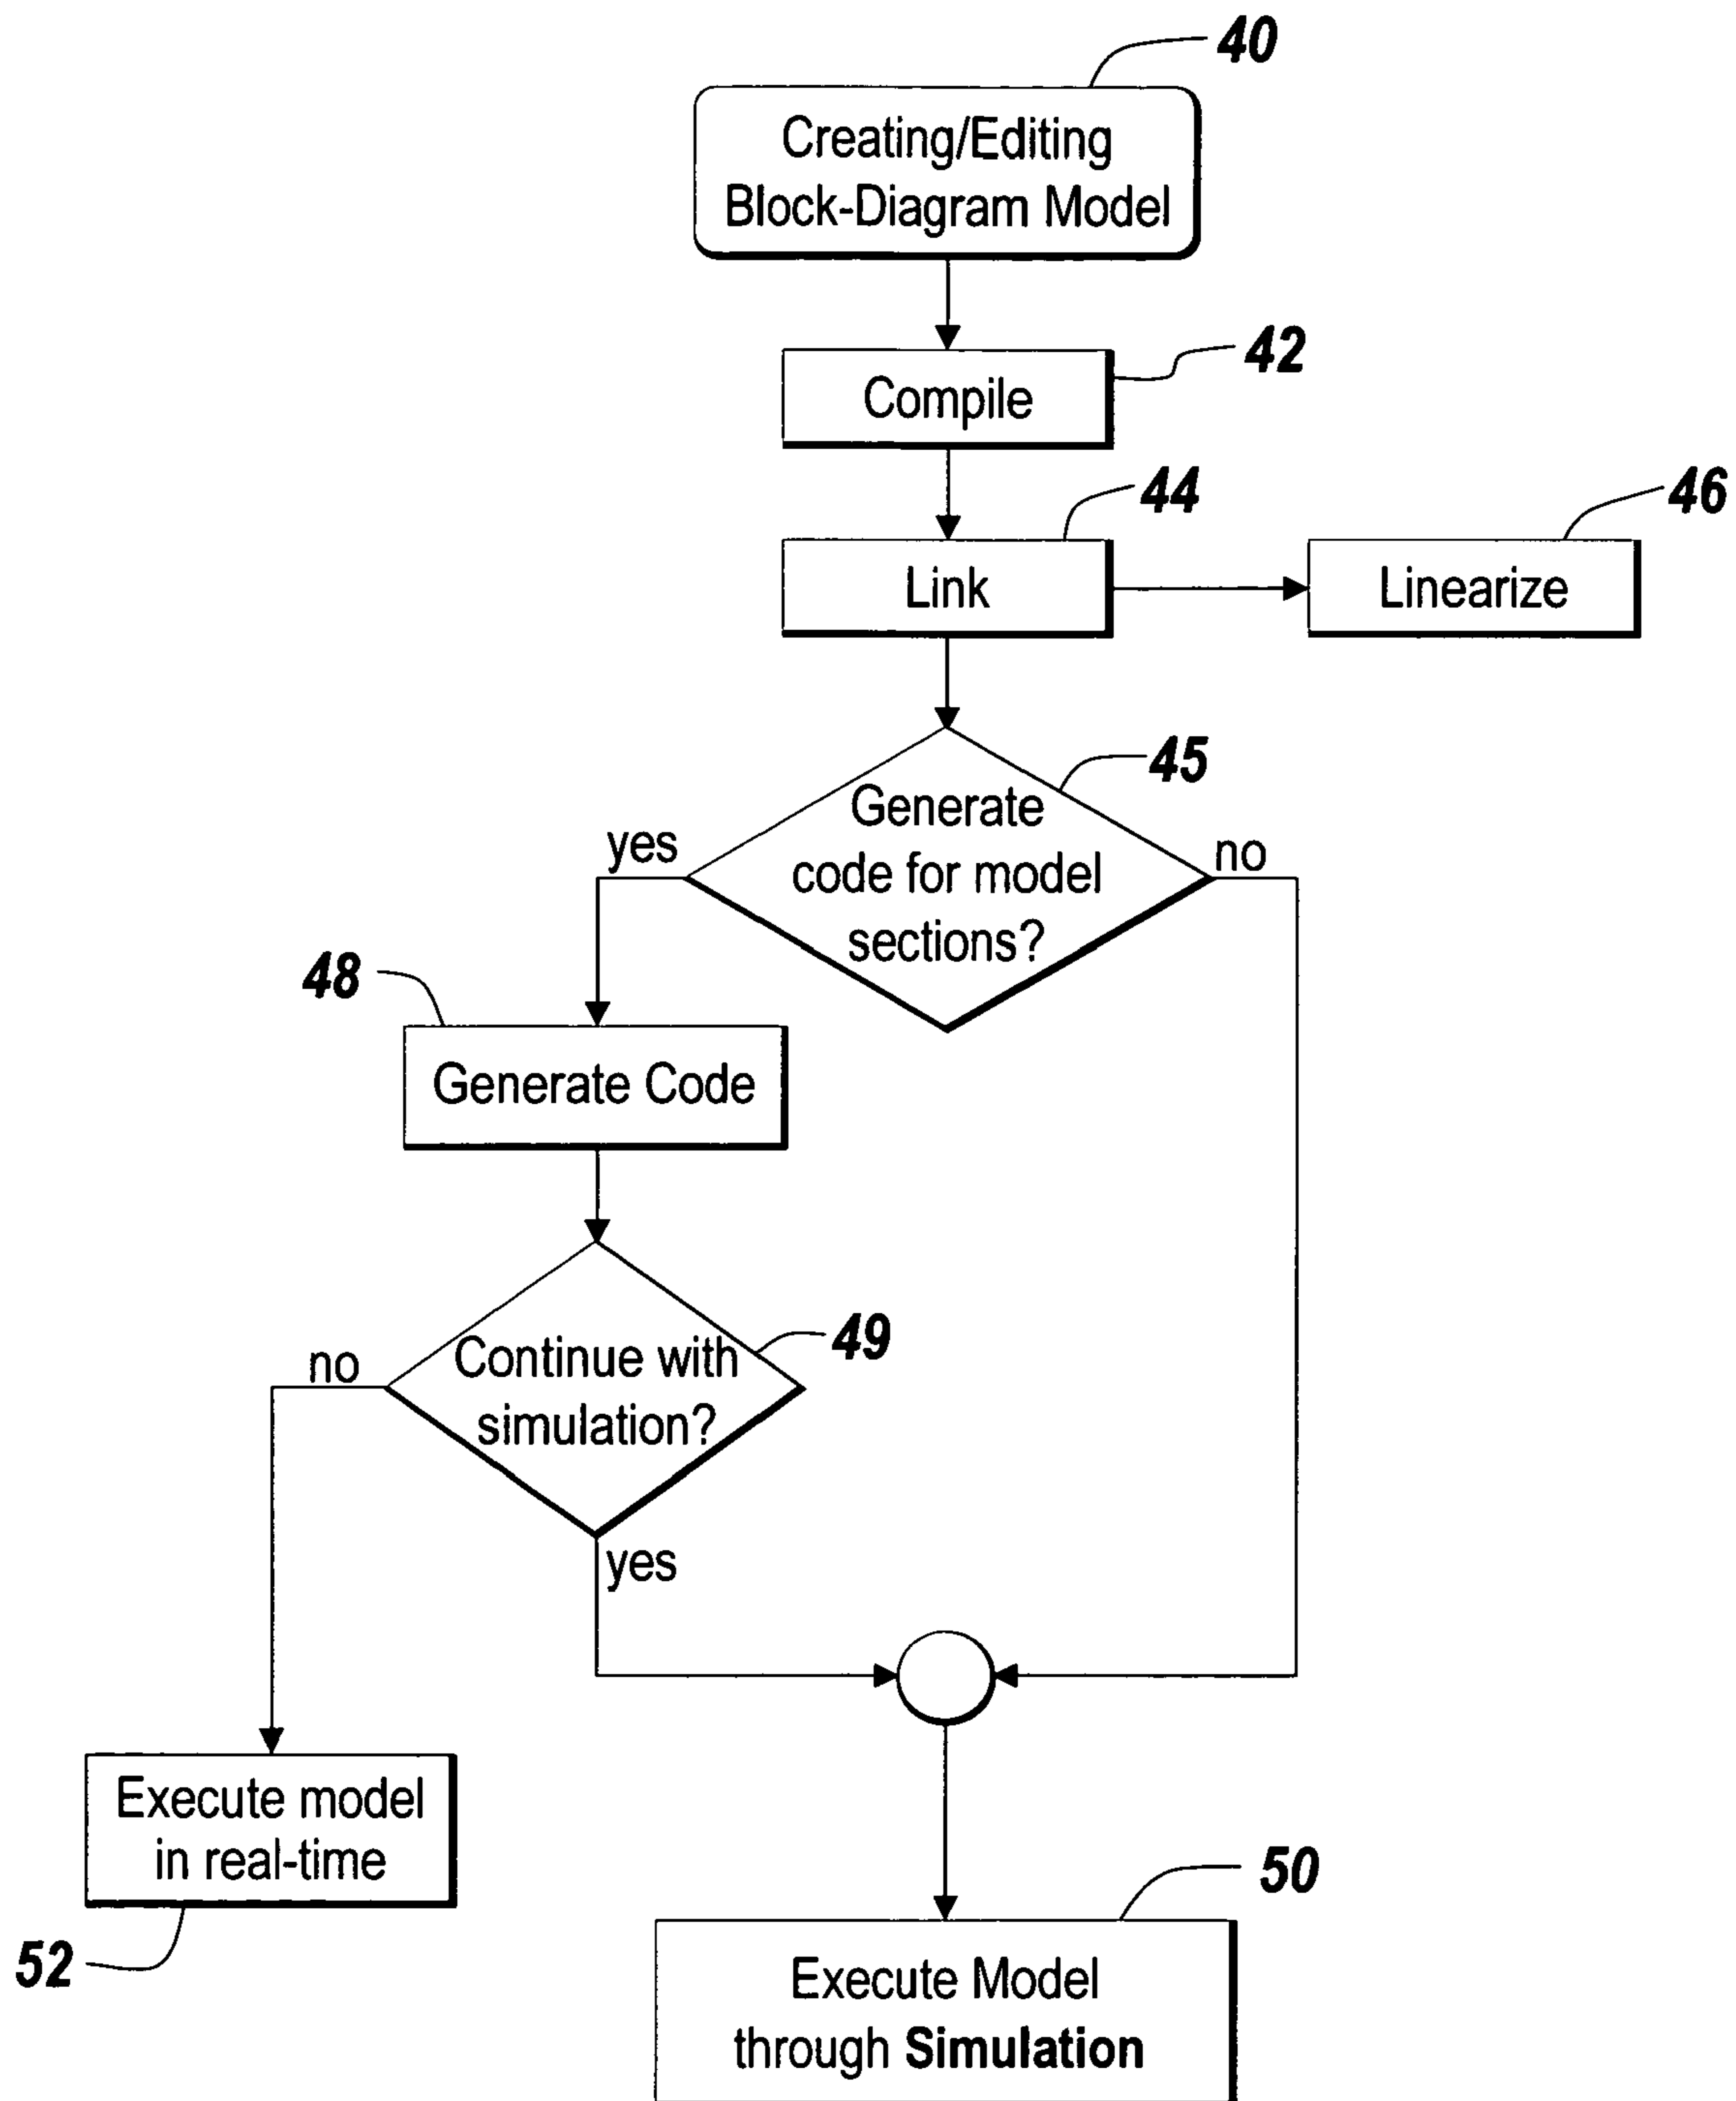 40
Creating/Editing
Block-Diagram Model
42
Compile
44
46
Link
Linearize
45
Generate
code for model
sections?
yes
no
48
Generate Code
49
Continue with
simulation?
no
yes
Execute model
in real-time
52
50
Execute Model
through Simulation